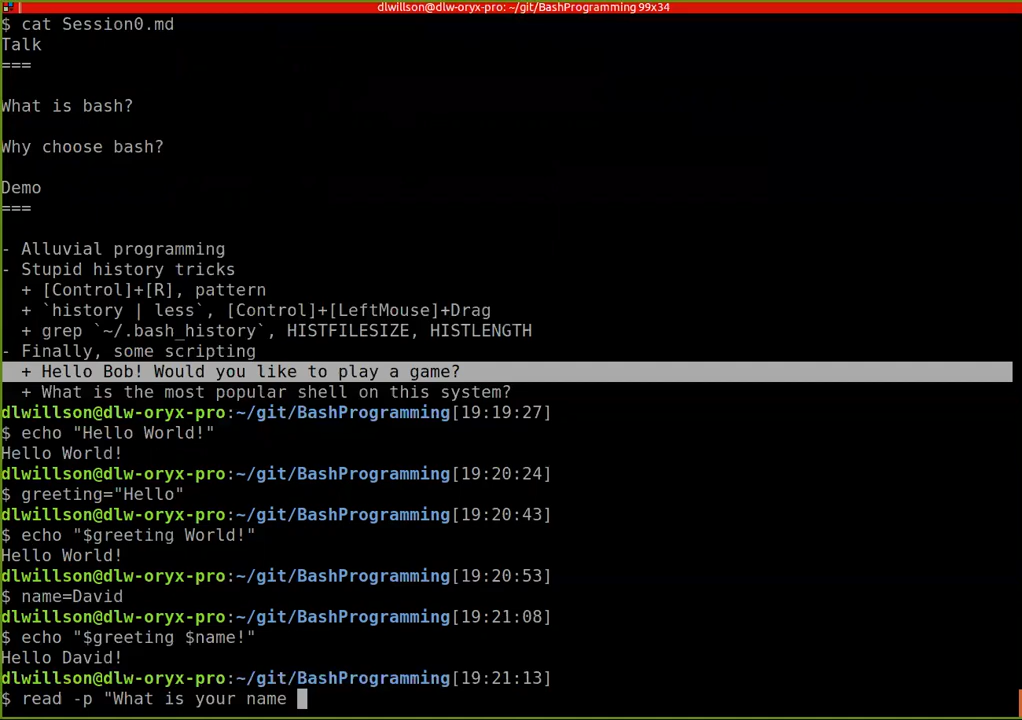 dlwillson@dlw-oryx-pro: ~/git/BashProgramming 99x34
$ cat Session0.md
Talk
===
What is bash?
Why choose bash?
Demo
===
- Alluvial programming
- Stupid history tricks
+ [Control]+[R], pattern
+ `history | less`, [Control]+[LeftMouse]+Drag
+ grep `~/.bash_history`, HISTFILESIZE, HISTLENGTH
- Finally, some scripting
+ Hello Bob! Would you like to play a game?
+ What is the most popular shell on this system?
dlwillson@dlw-oryx-pro:~/git/BashProgramming[19:19:27]
$ echo "Hello World!"
Hello World!
dlwillson@dlw-oryx-pro:~/git/BashProgramming[19:20:24]
$ greeting="Hello"
dlwillson@dlw-oryx-pro:~/git/BashProgramming[19:20:43]
$ echo "$greeting World!"
Hello World!
dlwillson@dlw-oryx-pro:~/git/BashProgramming[19:20:53]
$ name=David
dlwillson@dlw-oryx-pro:~/git/BashProgramming[19:21:08]
$ echo "$greeting $name!"
Hello David!
dlwillson@dlw-oryx-pro:~/git/BashProgramming[19:21:13]
$ read -p "What is your name